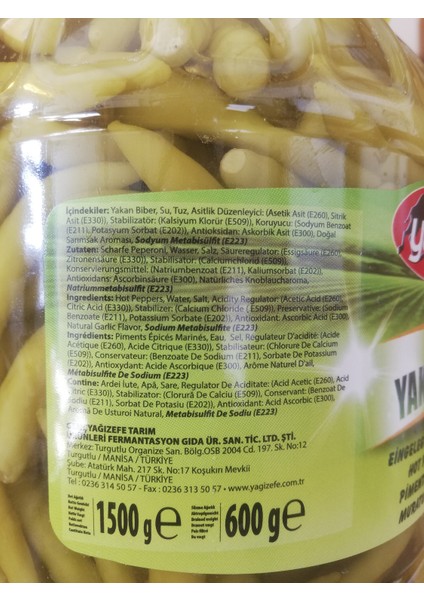 İçindekiler: Yakan Biber, Su, Tuz, Asitlik Düzenleyici: (Asetik Asit (E260), Sitrik
Asit (E330)), Stabilizatör: (Kalsiyum Klorür (E509)), Koruyucu: (Sodyum Benzoat
(E211), Potasyum Sorbat (E202)), Antioksidan: Askorbik Asit (E300), Doğal
Sarımsak Aroması, Sodyum Metabisülfit (E223)
Zutaten: Scharfe Peperoni, Wasser, Salz, Säureregulator: (Essigsäure (E260),
Zitronensäure (E330)), Stabilisator: (Calciumchlorid (E509)),
Konservierungsmittel: (Natriumbenzoat (E211), Kaliumsorbat (E202)),
Antioxidans: Ascorbinsäure (E300), Natürliches Knoblaucharoma,
Natriummetabisulfit (E223)
Ingredients: Hot Peppers, Water, Salt, Acidity Regulator: (Acetic Acid (E260),
Citric Acid (E330)), Stabilizer: (Calcium Chloride (E509)), Preservative: (Sodium
Benzoate (E211), Potassium Sorbate (E202)), Antioxidant: Ascorbic Acid (E 300),
Natural Garlic Flavor, Sodium Metabisulfite (E223)
Ingrédients: Piments Épicés Marinés, Eau, Sel, Regulateur D'acidité: (Acide
Acétique (E260), Acide Citrique (E330)), Stabilisateur: (Chlorure De Calcium
(E509)), Conservateur: (Benzoate De Sodium (E211), Sorbate De Potassium
(E202)), Antioxydant: Acide Ascorbique (E300), Arôme Naturel D'ail,
Métabisulfite De Sodium (E223)
Contine: Ardei Iute, Apă, Sare, Regulator De Aciditate: (Acid Acetic (E260), Acid
Citric (E330)), Stabilizator: (Clorură De Calciu (E509)), Conservant: (Benzoat De
Sodiu (E211), Sorbat De Potasiu (E202)), Antioxidant: Acid Ascorbic (E300),
De Usturoi Natural, Metabisulfit De Sodiu (E223)
YAGIZEFE TARIM
ÜRÜNLERİ FERMANTASYON GIDA ÜR. SAN. TİC. LTD. ŞTİ.
Merkez: Turgutlu Organize San. Bölg.OSB 2004 Cd. 197. Sk. No:12
Turgutlu / MANİSA / TÜRKİYE
Şube: Atatürk Mah. 217 Sk. No:17 Koşukırı Mevkii
Turgutlu / MANİSA / TÜRKİYE
Tel : 0236 314 50 57 - Fax : 0236 313 50 57
www.yagizefe.com.tr
1500 g e
600 g e
YA
EINGEL
HOT
PIMEN
MURA